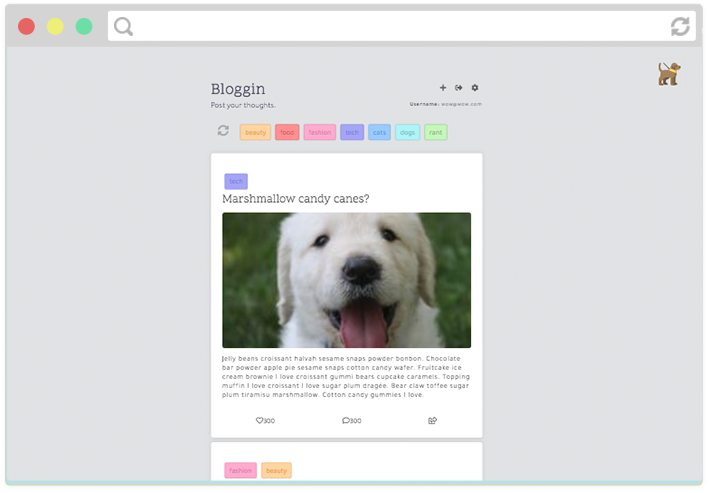 Bloggin
Post your thoughts.
Username. wowpwow.com
beauty food fashion tech cats dogs rant
tech
Marshmallow candy canes?
Jelly beans croissant halvah sesame snaps powder bonbon. Chocolate
bar powder apple pie sesame snaps cotton candy wafer. Fruitcake ice
cream brownie I love croissant gummi bears cupcake caramels. Topping
muffin I love croissant I love sugar plum dragée. Bear claw toffee sugar
plum tiramisu marshmallow. Cotton candy gummies I love.
300 300
fashion beauty